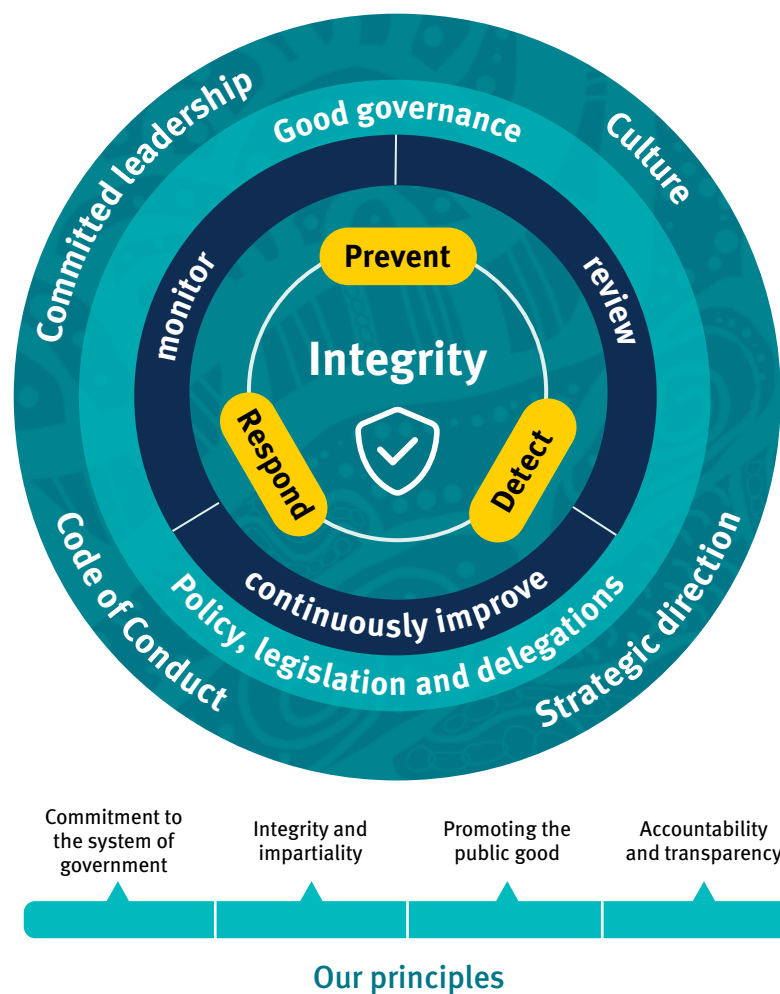 Committed leadership
Culture
Good governance
monitor
review
Prevent
Integrity
Respond
Detect
continuously improve
Policy, legislation and delegations
Code of Conduct
Strategic direction
Commitment to
the system of
government
Integrity and
impartiality
Promoting the
public good
Accountability
and transparency
Our principles